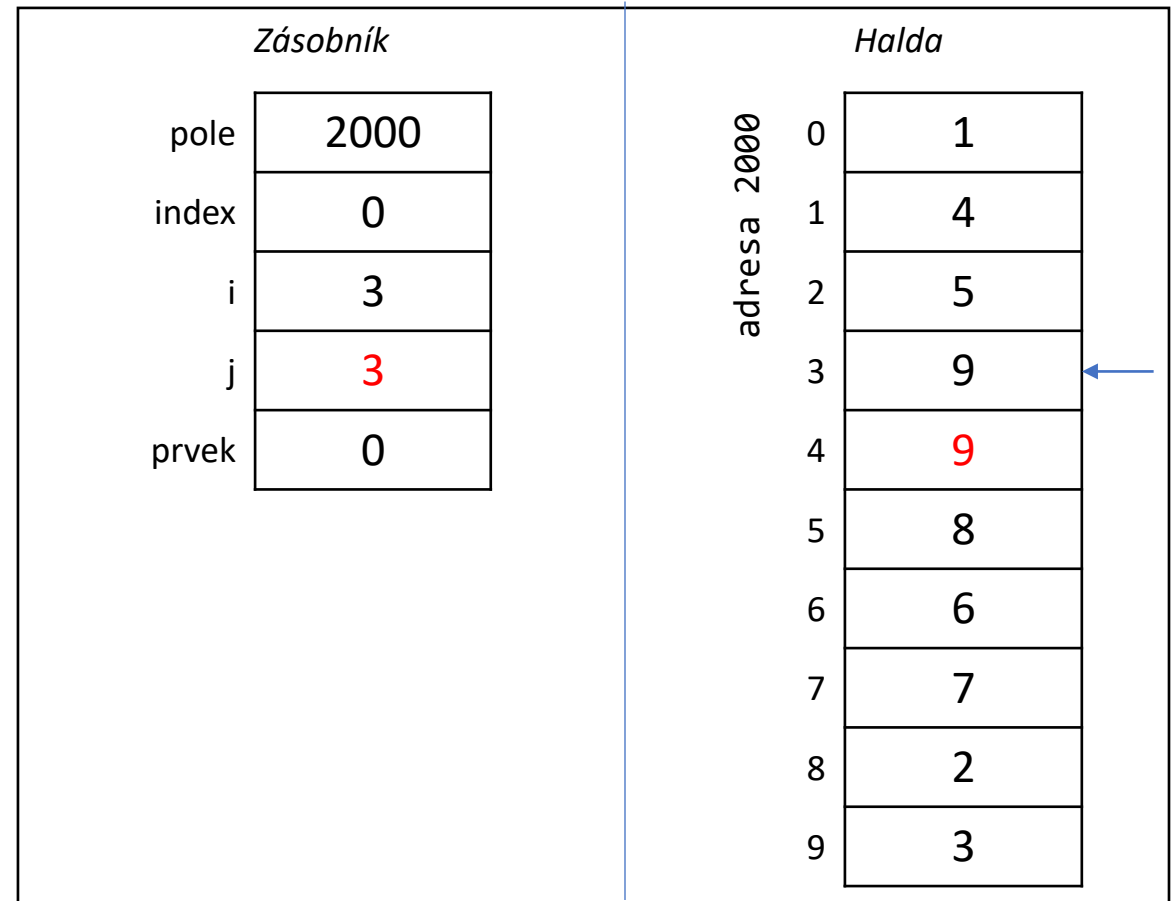 Zásobník
pole 2000
index 0
i 3
j 3
prvek 0
Halda
adresa 2000
0 1
1 4
2 5
3 9
4 9
5 8
6 6
7 7
8 2
9 3